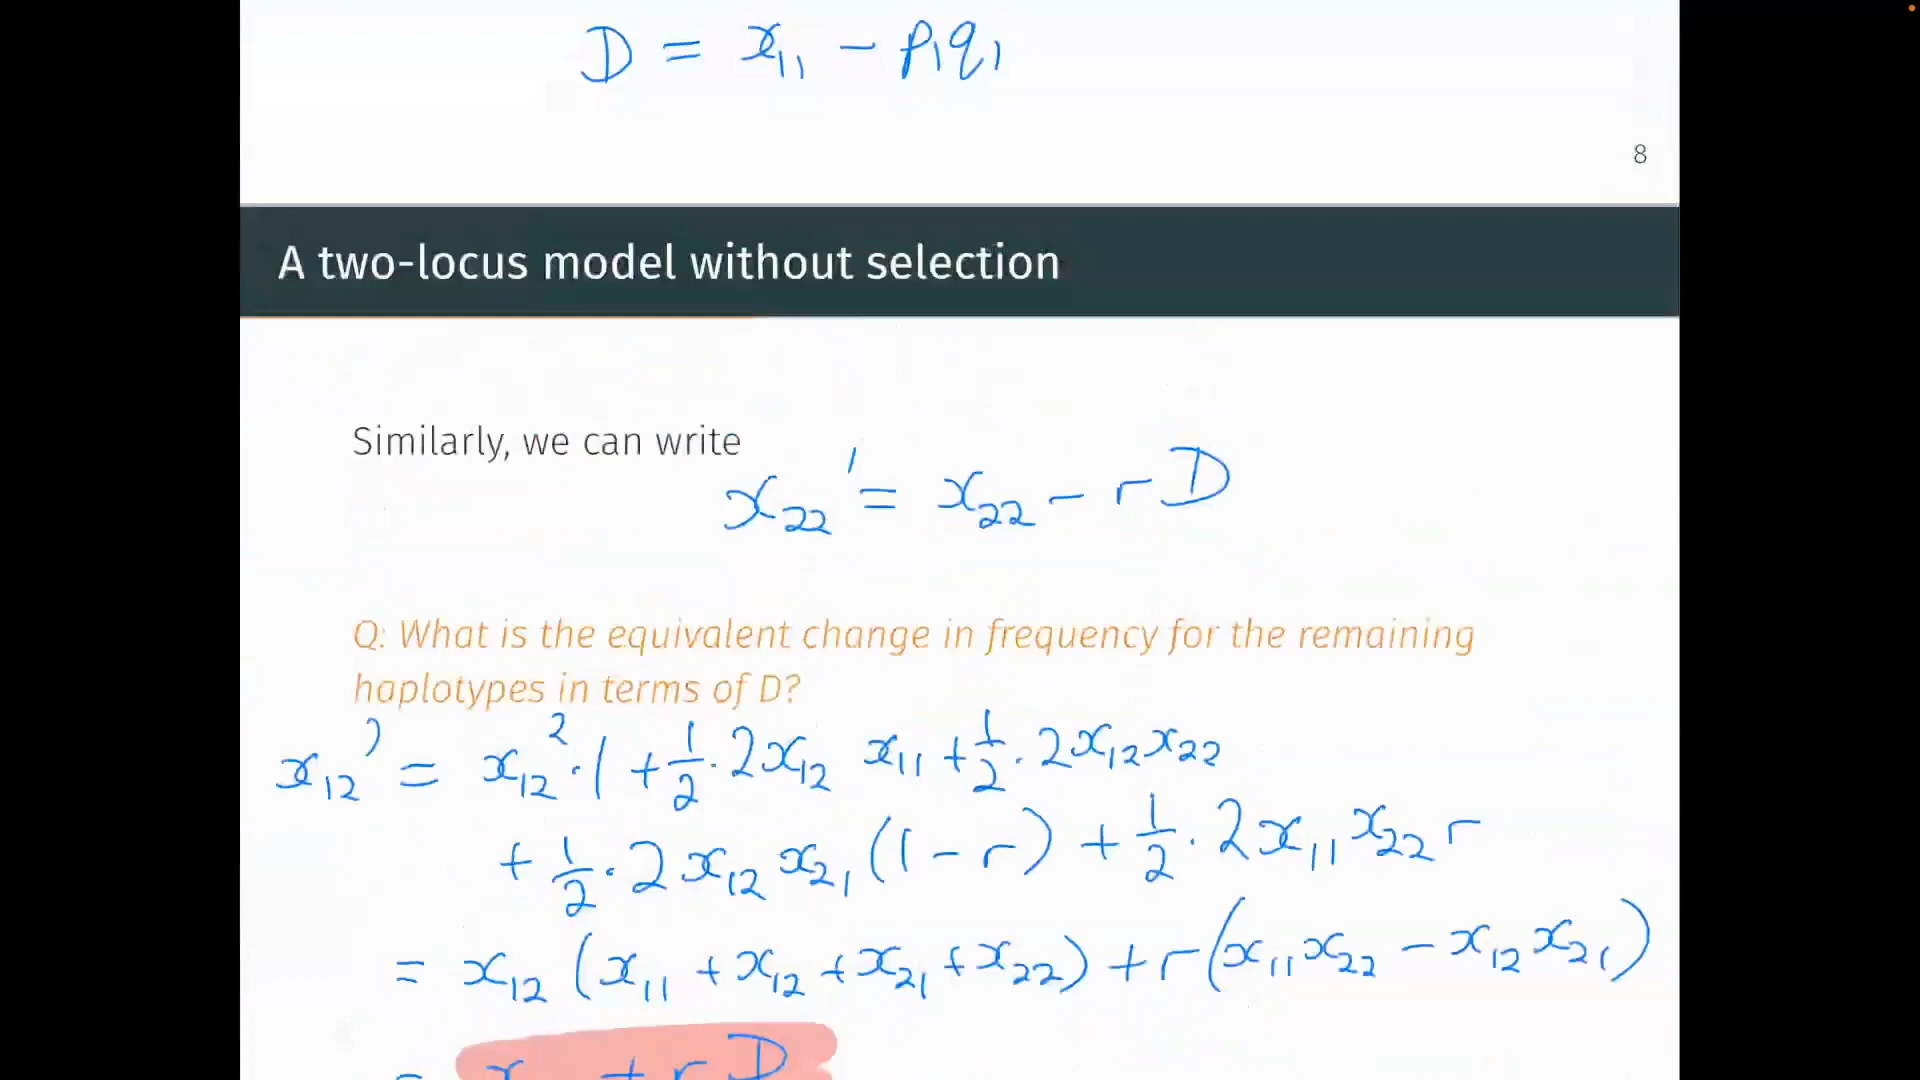 D = x₁₁ − p₁q₁
8
A two-locus model without selection
Similarly, we can write
x₂₂' = x₂₂ − rD
Q: What is the equivalent change in frequency for the remaining
haplotypes in terms of D?
x₁₂' = x₁₂² · 1 + 1/2 · 2x₁₂ x₁₁ + 1/2 · 2x₁₂x₂₂
+ 1/2 · 2x₁₂x₂₁(1 − r) + 1/2 · 2x₁₁x₂₂r
= x₁₂ (x₁₁ + x₁₂ + x₂₁ + x₂₂) + r(x₁₁x₂₂ − x₁₂x₂₁)
= x + rD